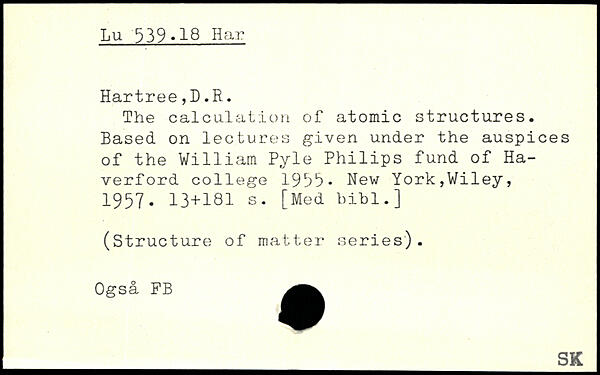 Lu 539.18 Har
Hartree,D.R.
The calculation of atomic structures.
Based on lectures given under the auspices
of the William Pyle Philips fund of Ha-
verford college 1955. New York,Wiley,
1957. 13+181 s. [Med bibl.]
(Structure of matter series).
Også FB
SK